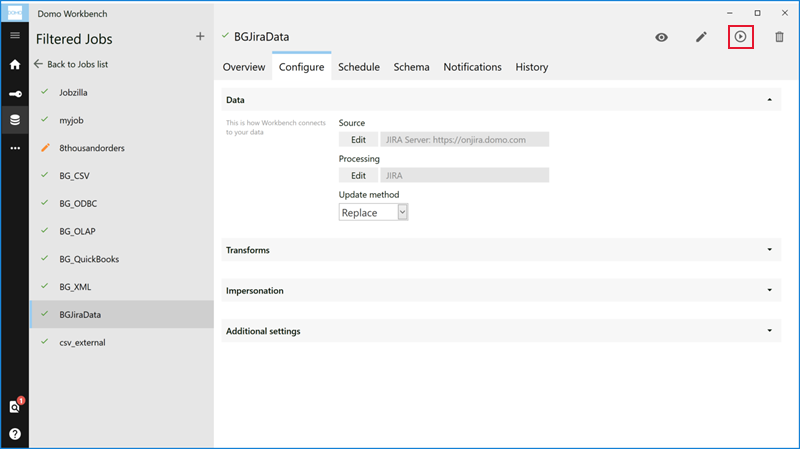 DOMO
Domo Workbench
Filtered Jobs
+
Back to Jobs list
Jobzilla
myjob
8thousandorders
BG_CSV
BG_ODBC
BG_OLAP
BG_QuickBooks
BG_XML
BGJiraData
csv_external
1
BGJiraData
Overview Configure Schedule Schema Notifications History
Data
This is how Workbench connects
to your data
Source
Edit JIRA Server: https://onjira.domo.com
Processing
Edit JIRA
Update method
Replace
Transforms
Impersonation
Additional settings